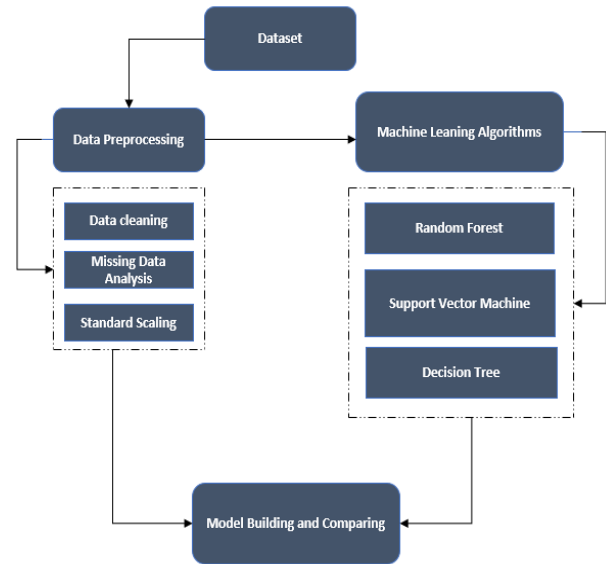 Dataset
Data Preprocessing
Machine Leaning Algorithms
Data cleaning
Missing Data
Analysis
Standard Scaling
Random Forest
Support Vector Machine
Decision Tree
Model Building and Comparing